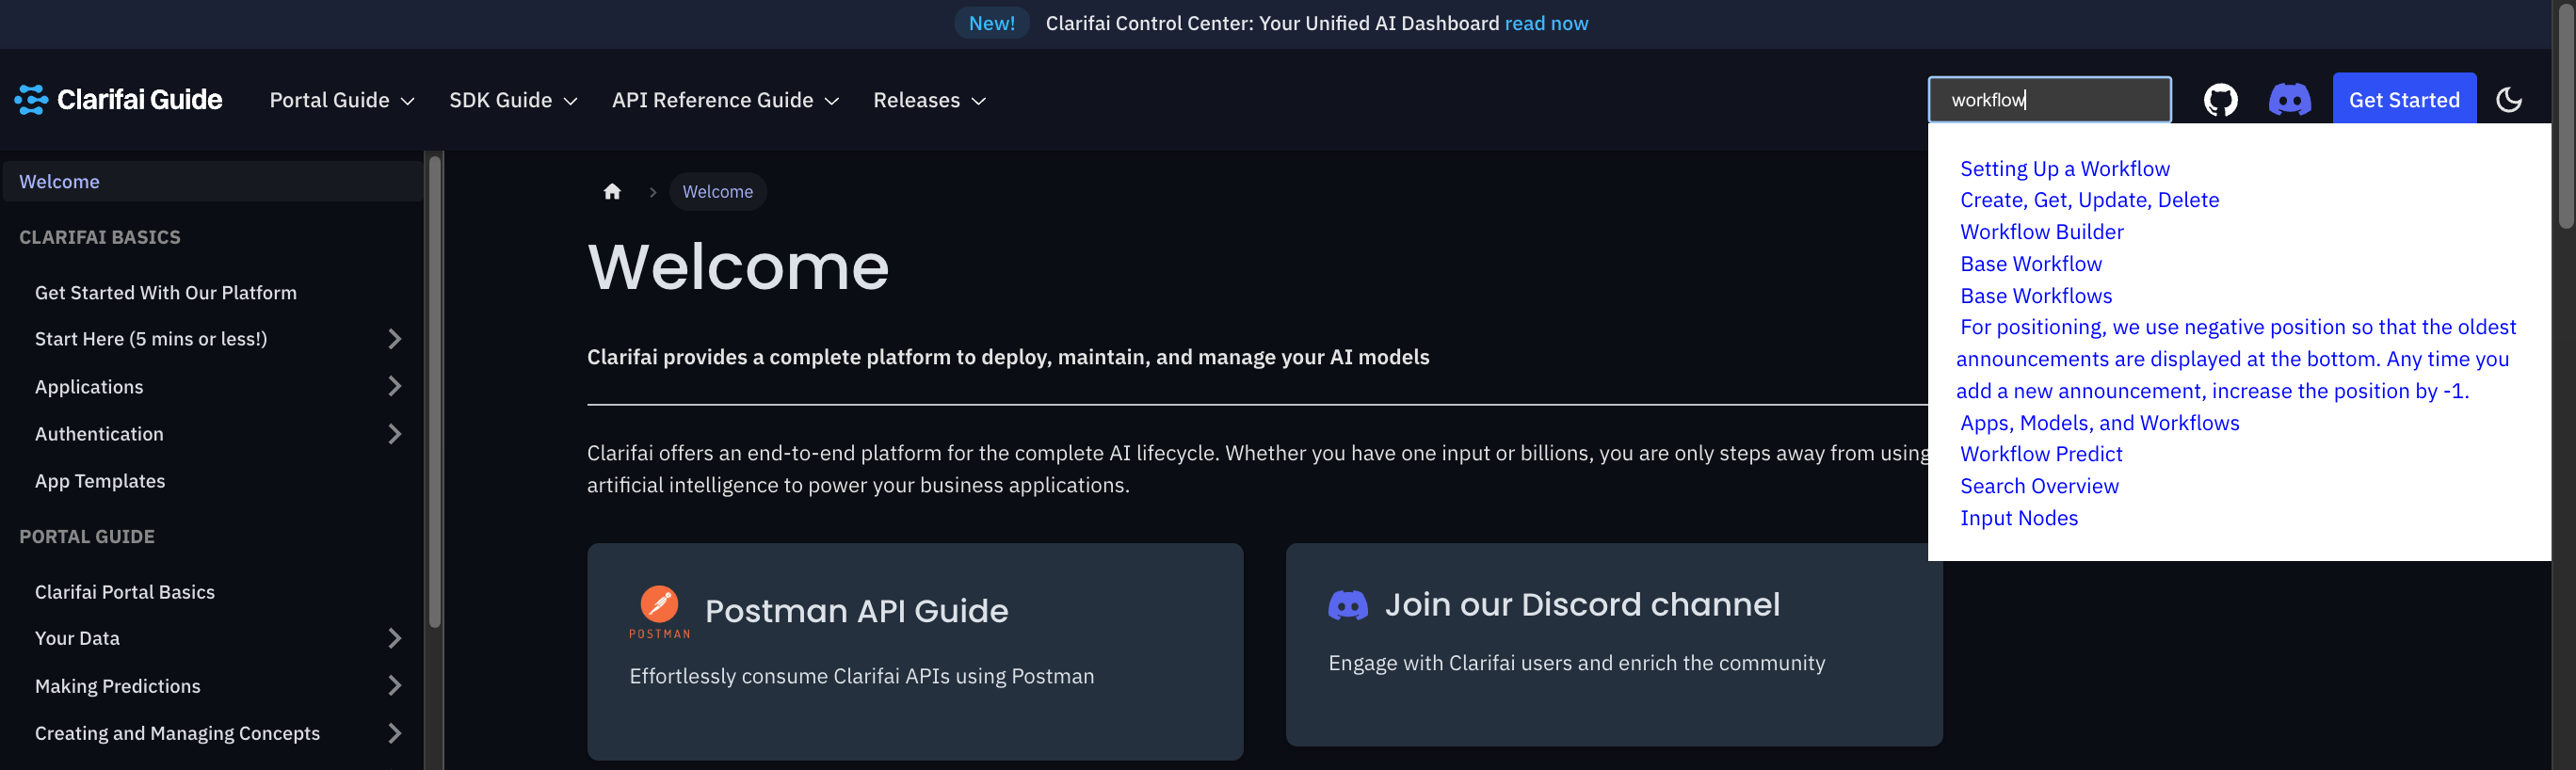 New! Clarifai Control Center: Your Unified AI Dashboard read now
Clarifai Guide Portal Guide SDK Guide API Reference Guide Releases workflow Get Started
Welcome
CLARIFAI BASICS
Get Started With Our Platform
Start Here (5 mins or less!)
Applications
Authentication
App Templates
PORTAL GUIDE
Clarifai Portal Basics
Your Data
Making Predictions
Creating and Managing Concepts
Welcome
Welcome
Clarifai provides a complete platform to deploy, maintain, and manage your AI models
Clarifai offers an end-to-end platform for the complete AI lifecycle. Whether you have one input or billions, you are only steps away from using
artificial intelligence to power your business applications.
POSTMAN
Postman API Guide
Effortlessly consume Clarifai APIs using Postman
Join our Discord channel
Engage with Clarifai users and enrich the community
Setting Up a Workflow
Create, Get, Update, Delete
Workflow Builder
Base Workflow
Base Workflows
For positioning, we use negative position so that the oldest
announcements are displayed at the bottom. Any time you
add a new announcement, increase the position by -1.
Apps, Models, and Workflows
Workflow Predict
Search Overview
Input Nodes